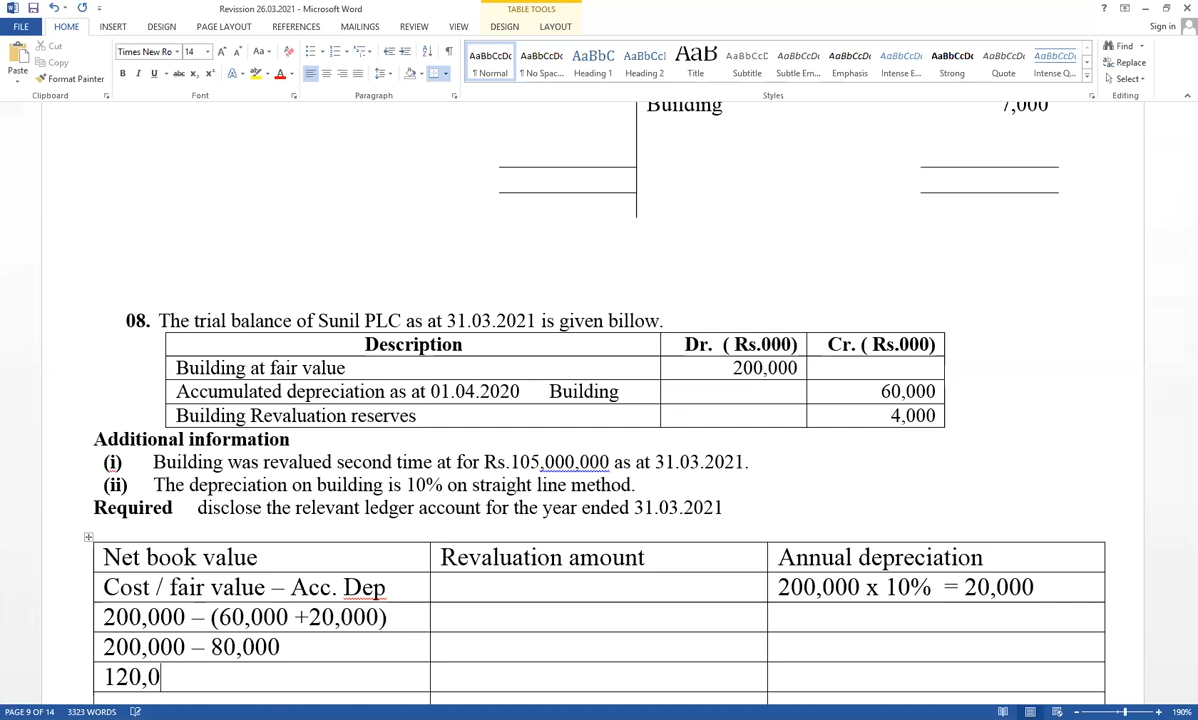 Revission 26.03.2021 - Microsoft Word
TABLE TOOLS
FILE HOME INSERT DESIGN PAGE LAYOUT REFERENCES MAILINGS REVIEW VIEW DESIGN LAYOUT Sign in
Paste
Cut
Copy
Format Painter
Clipboard
Times New Ro 14
Font
Paragraph
AaBbCcDc AaBbCcDc AaBbC AaBbCcl AaB AaBbCcC AaBbCcDc AaBbCcDc AaBbCcDc AaBbCcDc AaBbCcDc AaBbCcDc
¶ Normal ¶ No Spac... Heading 1 Heading 2 Title Subtitle Subtle Em... Emphasis Intense E... Strong Quote Intense Q...
Styles
Find
Replace
Select
Editing
Building 7,000
08. The trial balance of Sunil PLC as at 31.03.2021 is given billow.
Description Dr. ( Rs.000) Cr. ( Rs.000)
Building at fair value 200,000
Accumulated depreciation as at 01.04.2020 Building 60,000
Building Revaluation reserves 4,000
Additional information
(i) Building was revalued second time at for Rs.105,000,000 as at 31.03.2021.
(ii) The depreciation on building is 10% on straight line method.
Required disclose the relevant ledger account for the year ended 31.03.2021
Net book value Revaluation amount Annual depreciation
Cost / fair value – Acc. Dep 200,000 x 10% = 20,000
200,000 – (60,000 +20,000)
200,000 – 80,000
120,0
PAGE 9 OF 14 3323 WORDS 190%